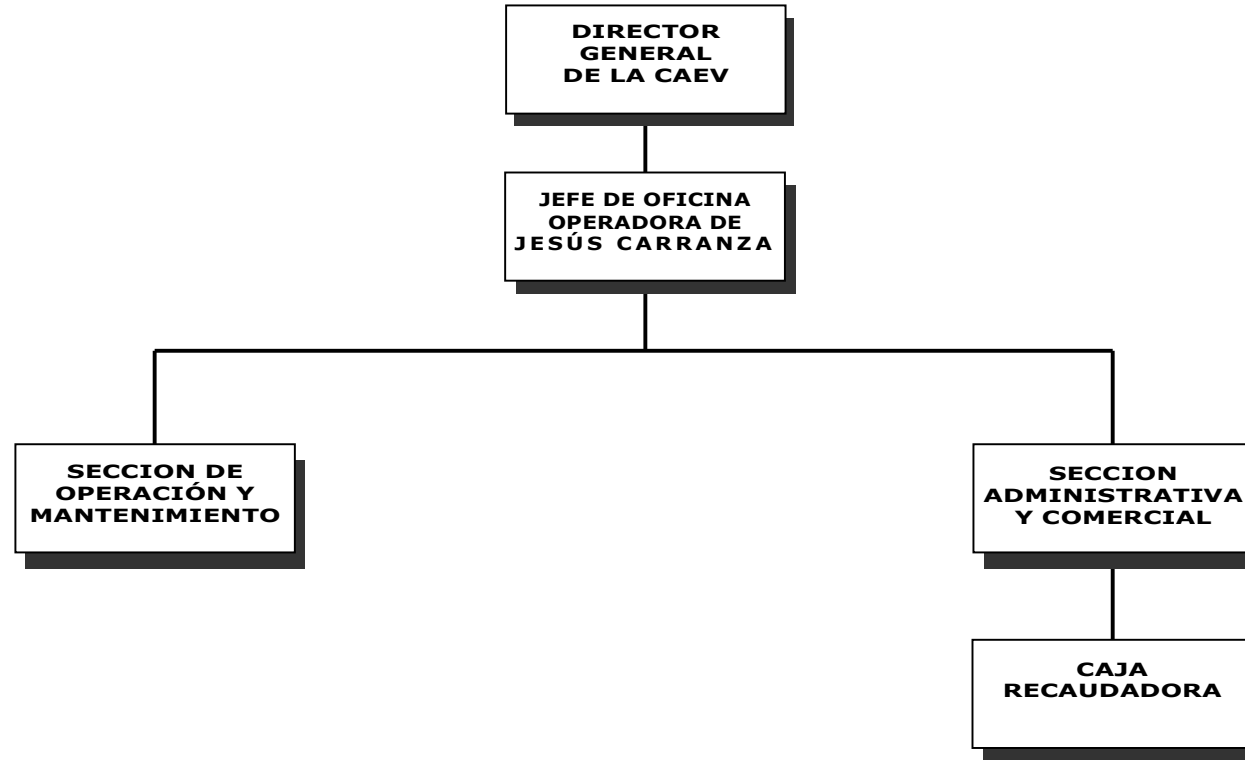 DIRECTOR
GENERAL
DE LA CAEV
JEFE DE OFICINA
OPERADORA DE
JESÚS CARRANZA
SECCION DE
OPERACIÓN Y
MANTENIMIENTO
SECCION
ADMINISTRATIVA
Y COMERCIAL
CAJA
RECAUDADORA